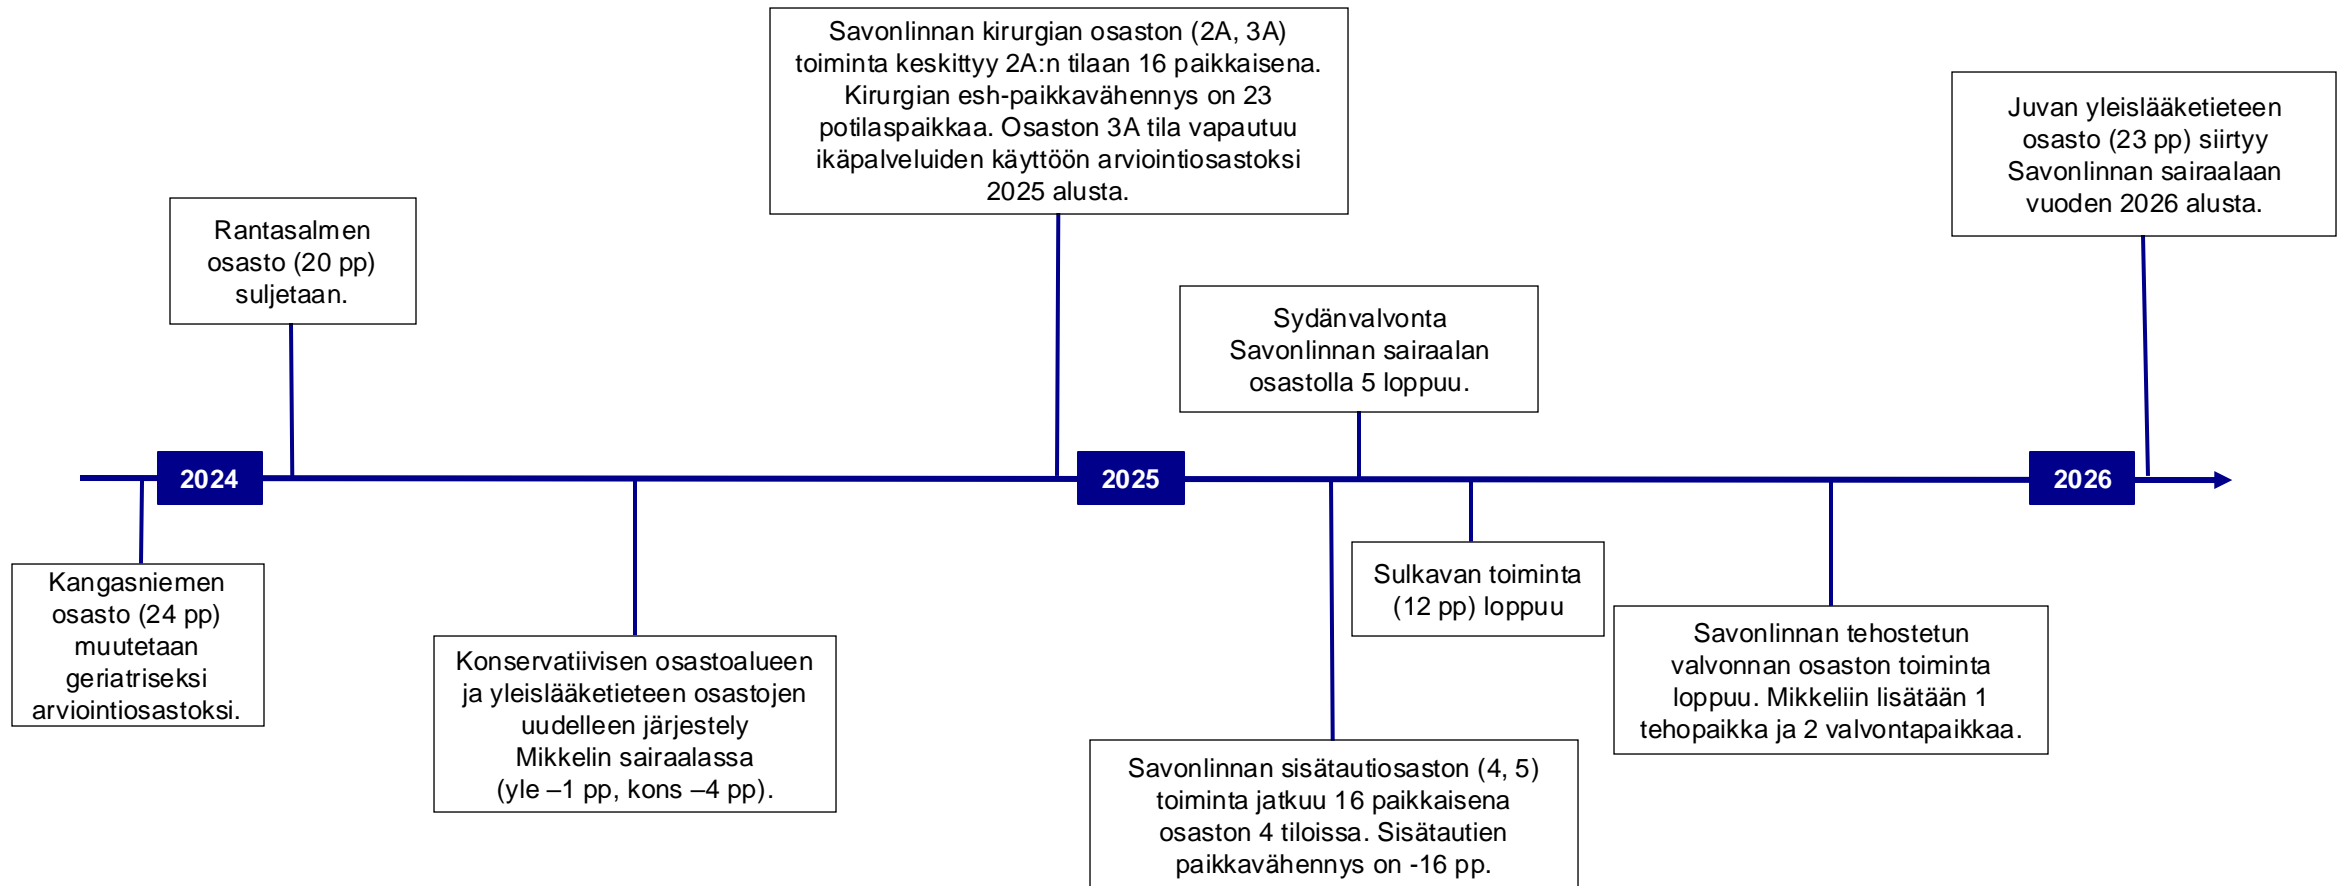 Savonlinnan kirurgian osaston (2A, 3A)
toiminta keskittyy 2A:n tilaan 16 paikkaisena.
Kirurgian esh-paikkavähennys on 23
potilaspaikkaa. Osaston 3A tila vapautuu
ikäpalveluiden käyttöön arviointiosastoksi
2025 alusta.
Juvan yleislääketieteen
osasto (23 pp) siirtyy
Savonlinnan sairaalaan
vuoden 2026 alusta.
Rantasalmen
osasto (20 pp)
suljetaan.
Sydänvalvonta
Savonlinnan sairaalan
osastolla 5 loppuu.
2024
2025
2026
Kangasniemen
osasto (24 pp)
muutetaan
geriatriseksi
arviointiosastoksi.
Konservatiivisen osastoalueen
ja yleislääketieteen osastojen
uudelleen järjestely
Mikkelin sairaalassa
(yle –1 pp, kons –4 pp).
Sulkavan toiminta
(12 pp) loppuu
Savonlinnan tehostetun
valvonnan osaston toiminta
loppuu. Mikkeliin lisätään 1
tehopaikka ja 2 valvontapaikkaa.
Savonlinnan sisätautiosaston (4, 5)
toiminta jatkuu 16 paikkaisena
osaston 4 tiloissa. Sisätautien
paikkavähennys on -16 pp.